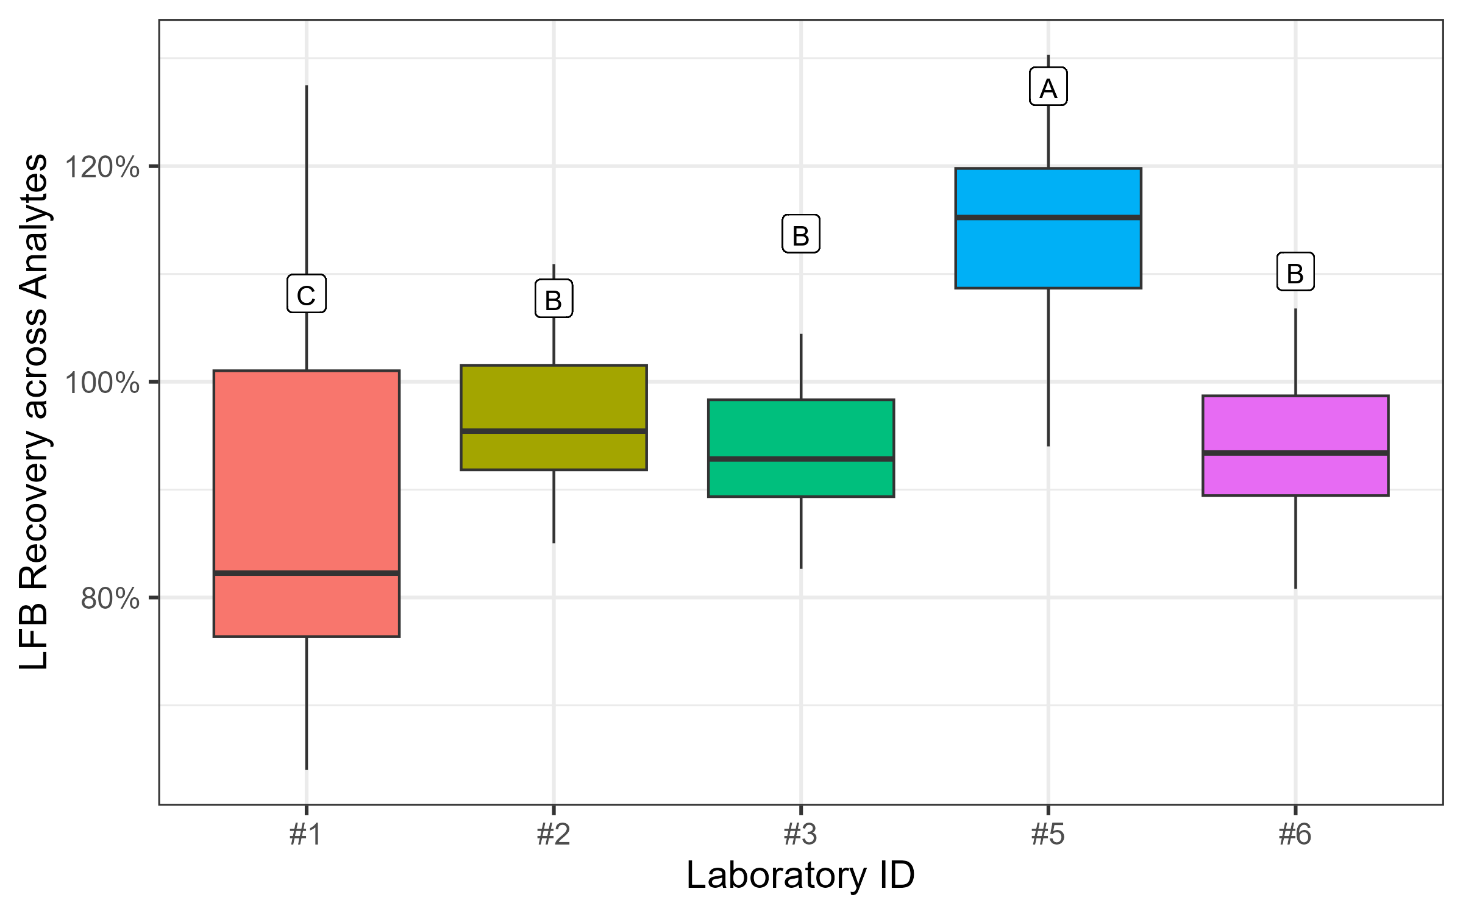 LFB Recovery across Analytes
120%
100%
80%
A
B
B
C
B
#1 #2 #3 #5 #6
Laboratory ID